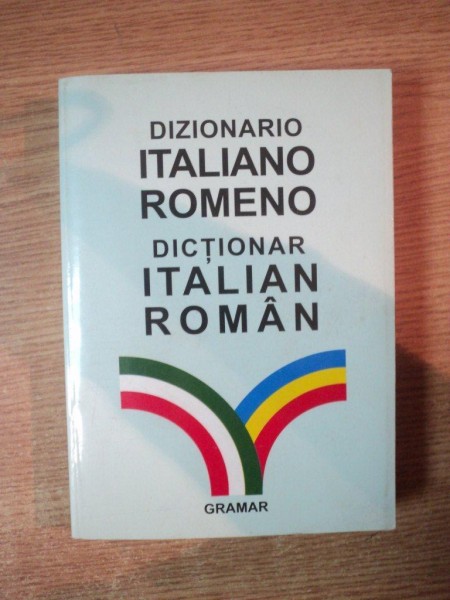 DIZIONARIO
ITALIANO
ROMENO
DICȚIONAR
ITALIAN
ROMÂN
GRAMAR